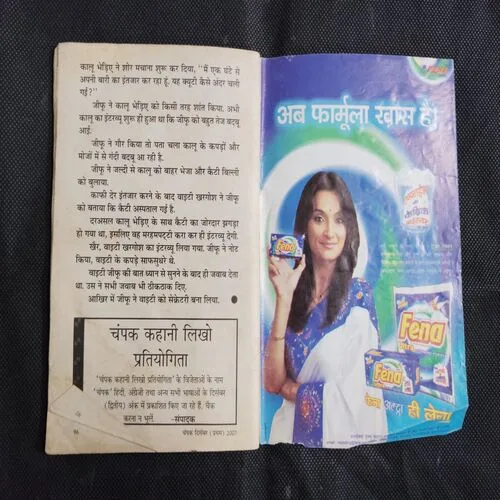 कालू भेड़िए ने शोर मचाना शुरू कर दिया, "मैं एक घंटे से
अपनी बारी का इंतजार कर रहा हूं. यह क्यूटी कैसे अंदर चली
गई?"
जीफू ने कालू भेड़िए को किसी तरह शांत किया. अभी
कालू का इंटरव्यू शुरू ही हुआ था कि जीफू को बहुत तेज बदबू
आई.
जीफू ने गौर किया तो पता चला कालू के कपड़ों और
मोजों में से गंदी बदबू आ रही है.
जीफू ने जल्दी से कालू को बाहर भेजा और कैटी बिल्ली
को बुलाया.
काफी देर इंतजार करने के बाद वाइटी खरगोश ने जीफू
को बताया कि कैटी अस्पताल गई है.
दरअसल कालू भेड़िए के साथ कैटी का जोरदार झगड़ा
हो गया था, इसलिए वह मरहमपट्टी करा कर ही इंटरव्यू देगी.
खैर, वाइटी खरगोश का इंटरव्यू लिया गया. जीफू ने नोट
किया, वाइटी के कपड़े साफसुथरे थे.
वाइटी जीफू की बात ध्यान से सुनने के बाद ही जवाब देता
था. उस ने सभी जवाब भी ठीकठाक दिए.
आखिर में जीफू ने वाइटी को सेक्रेटरी बना लिया. ●
चंपक कहानी लिखो
प्रतियोगिता
'चंपक कहानी लिखो प्रतियोगिता' के विजेताओं के नाम
'चंपक' हिंदी, अंगरेजी तथा अन्य सभी भाषाओं के दिसंबर
(द्वितीय) अंक में प्रकाशित किए जा रहे हैं. चैक
करना न भूलें. -संपादक
96
चंपक दिसंबर (प्रथम) 2007
अब फार्मूला ख़ास है!
Fena
Fena
फेना अल्ट्रा ही लेना